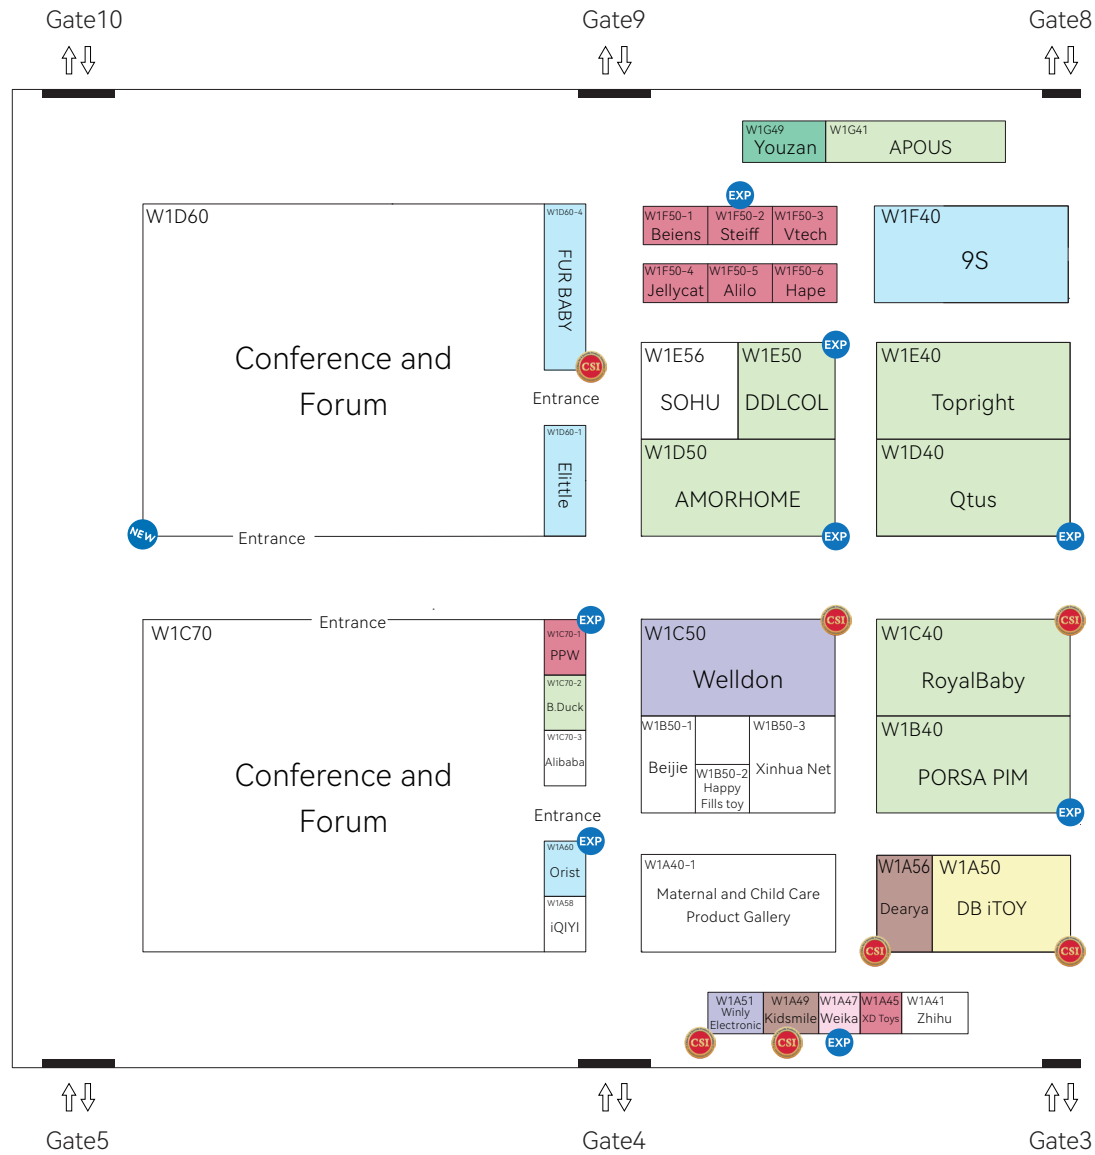 Gate10
Gate9
Gate8
W1G49
Youzan
W1G41
APOUS
EXP
W1D60
Conference and
Forum
W1D60-4
FUR BABY
CSI
Entrance
W1D60-1
Elittle
NEW
Entrance
W1F50-1
Beiens
W1F50-2
Steiff
W1F50-3
Vtech
W1F50-4
Jellycat
W1F50-5
Alilo
W1F50-6
Hape
W1F40
9S
W1E56
SOHU
W1E50
DDLCOL
EXP
W1D50
AMORHOME
EXP
W1E40
Topright
W1D40
Qtus
EXP
W1C70
Entrance
Conference and
Forum
W1C70-1
PPW
EXP
W1C70-2
B.Duck
W1C70-3
Alibaba
Entrance
EXP
W1A60
Orist
W1A58
iQIYI
W1C50
Welldon
CSI
W1B50-1
Beijie
W1B50-2
Happy
Fills toy
W1B50-3
Xinhua Net
W1C40
RoyalBaby
CSI
W1B40
PORSA PIM
EXP
W1A40-1
Maternal and Child Care
Product Gallery
W1A56
Dearya
CSI
W1A50
DB iTOY
CSI
W1A51
Winly
Electronic
CSI
W1A49
Kidsmile
CSI
W1A47
Weika
EXP
W1A45
XD Toys
W1A41
Zhihu
Gate5
Gate4
Gate3